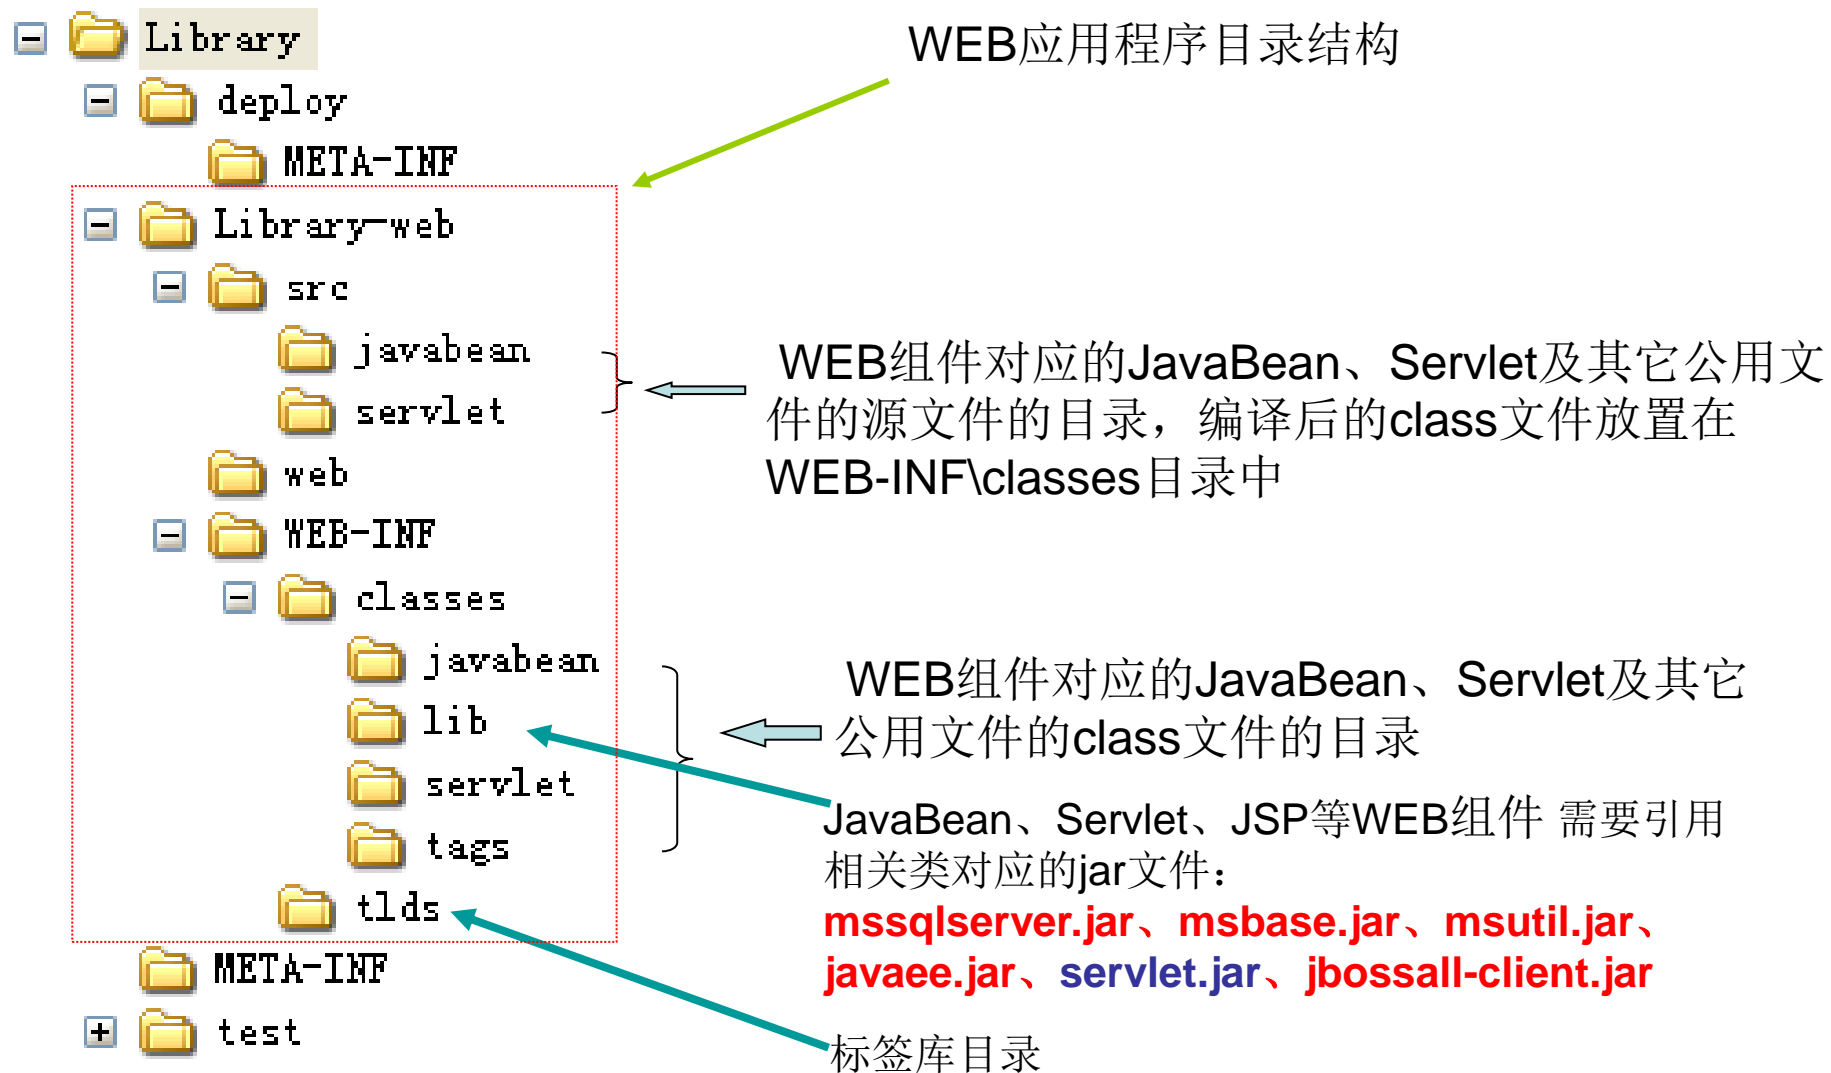 Library
WEB应用程序目录结构
deploy
META-INF
Library-web
src
javabean
servlet
WEB组件对应的JavaBean、Servlet及其它公用文
件的源文件的目录，编译后的class文件放置在
WEB-INF\classes目录中
web
WEB-INF
classes
javabean
lib
servlet
tags
WEB组件对应的JavaBean、Servlet及其它
公用文件的class文件的目录
JavaBean、Servlet、JSP等WEB组件 需要引用
相关类对应的jar文件：
mssqlserver.jar、msbase.jar、msutil.jar、
javaee.jar、servlet.jar、jbossall-client.jar
tlds
META-INF
test
标签库目录